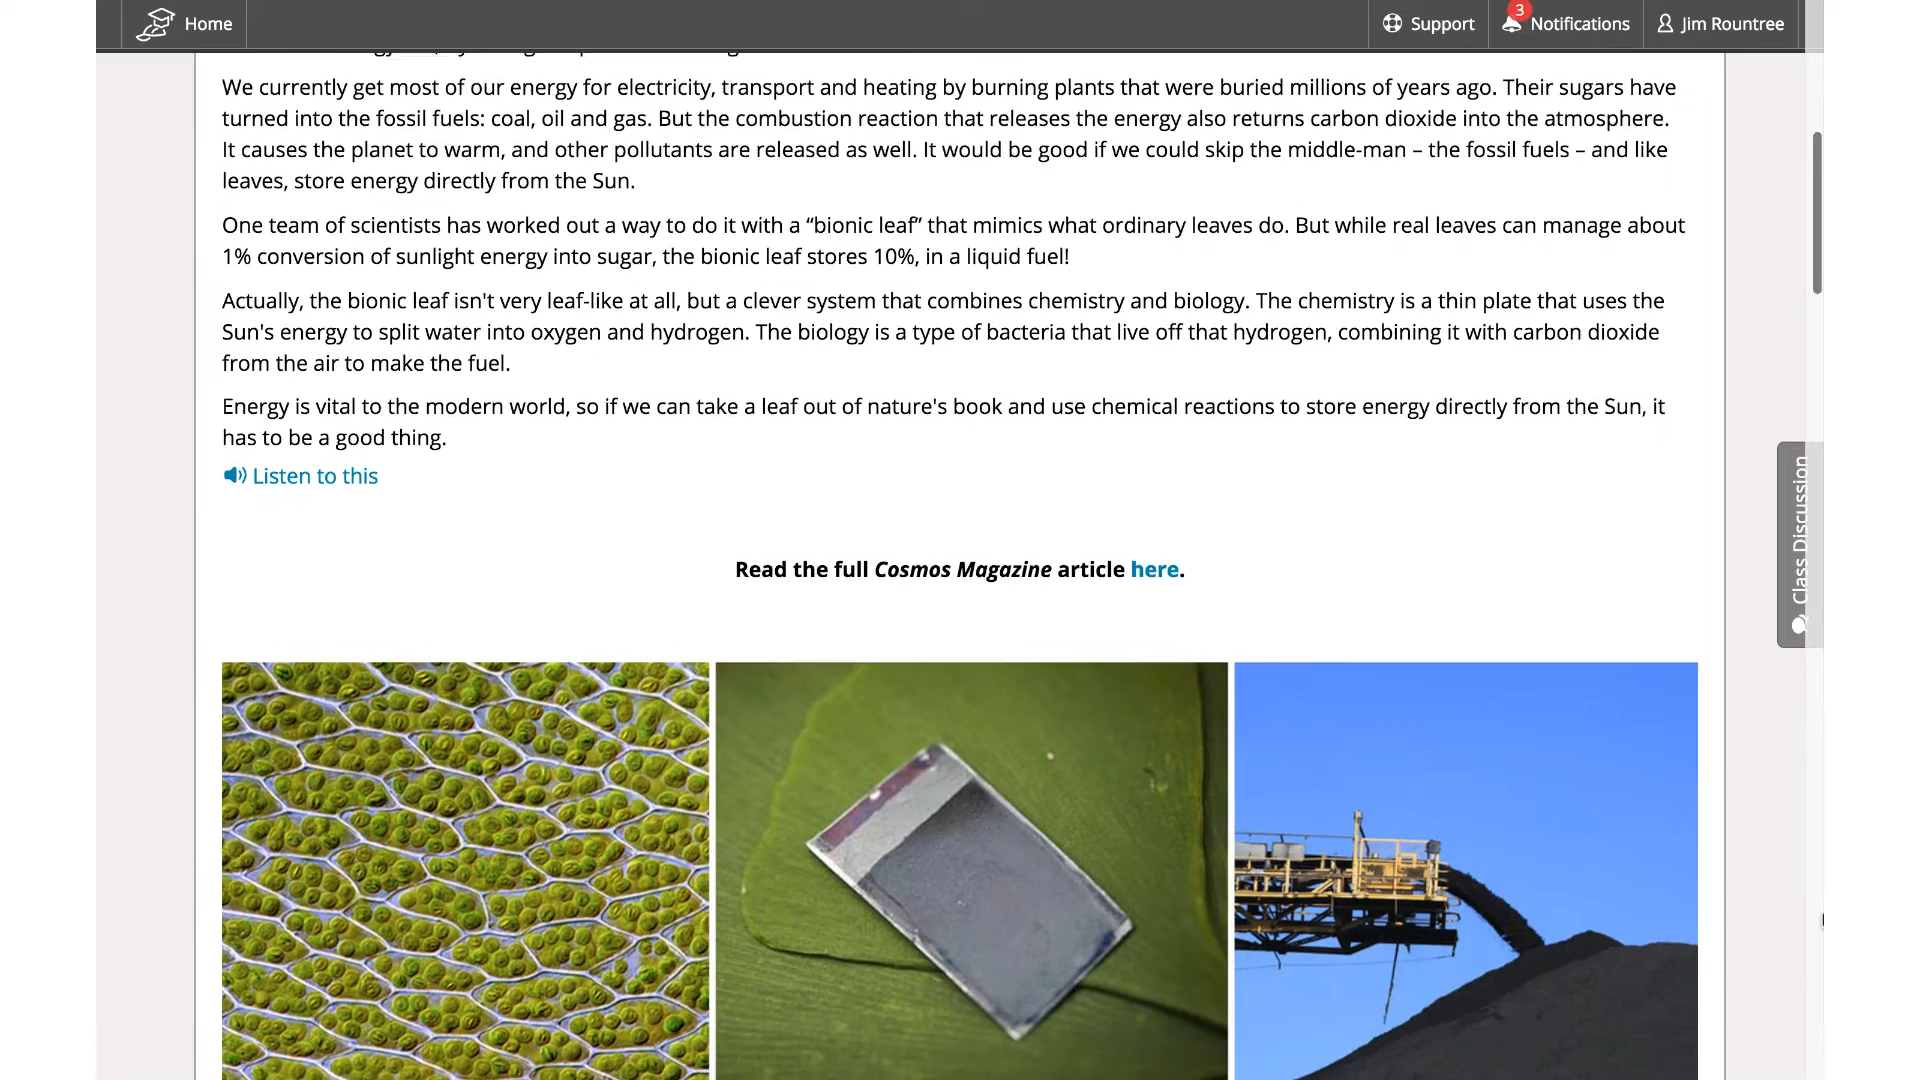 Home
Support
3
Notifications
Jim Rountree
We currently get most of our energy for electricity, transport and heating by burning plants that were buried millions of years ago. Their sugars have
turned into the fossil fuels: coal, oil and gas. But the combustion reaction that releases the energy also returns carbon dioxide into the atmosphere.
It causes the planet to warm, and other pollutants are released as well. It would be good if we could skip the middle-man – the fossil fuels – and like
leaves, store energy directly from the Sun.
One team of scientists has worked out a way to do it with a “bionic leaf” that mimics what ordinary leaves do. But while real leaves can manage about
1% conversion of sunlight energy into sugar, the bionic leaf stores 10%, in a liquid fuel!
Actually, the bionic leaf isn't very leaf-like at all, but a clever system that combines chemistry and biology. The chemistry is a thin plate that uses the
Sun's energy to split water into oxygen and hydrogen. The biology is a type of bacteria that live off that hydrogen, combining it with carbon dioxide
from the air to make the fuel.
Energy is vital to the modern world, so if we can take a leaf out of nature's book and use chemical reactions to store energy directly from the Sun, it
has to be a good thing.
Listen to this
Class Discussion
Read the full Cosmos Magazine article here.